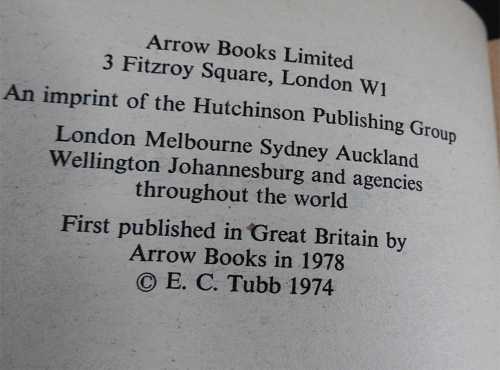 Arrow Books Limited
3 Fitzroy Square, London W1
An imprint of the Hutchinson Publishing Group
London Melbourne Sydney Auckland
Wellington Johannesburg and agencies
throughout the world
First published in Great Britain by
Arrow Books in 1978
© E. C. Tubb 1974